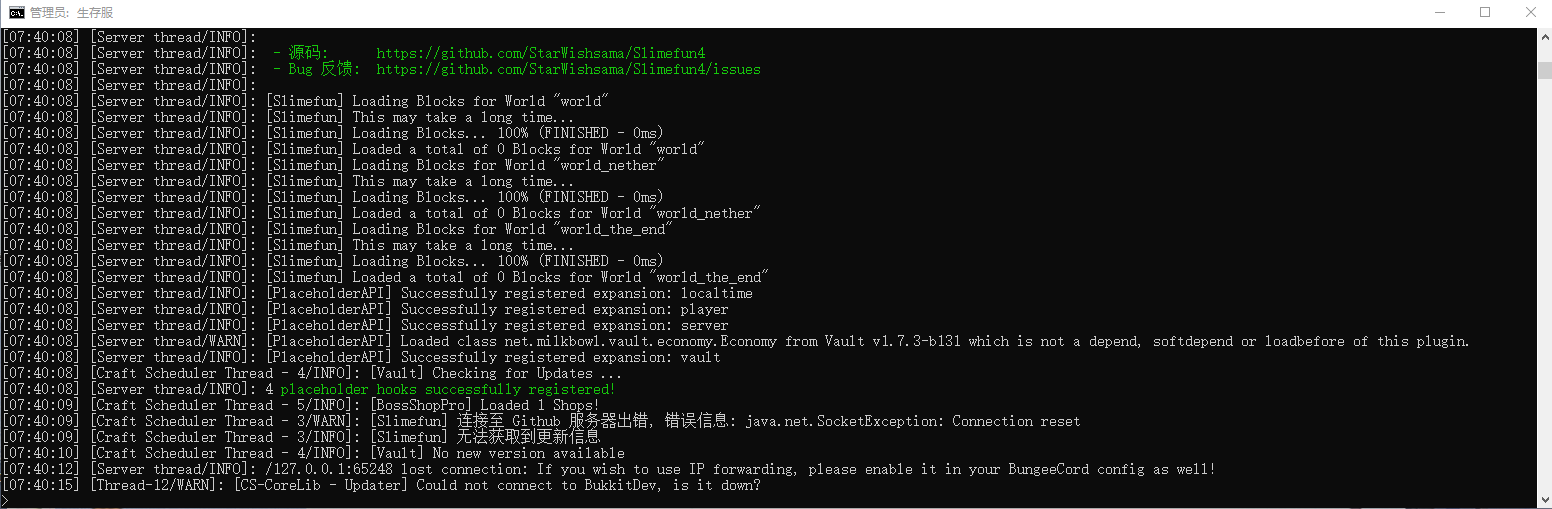 管理员: 生存服
[07:40:08] [Server thread/INFO]:
[07:40:08] [Server thread/INFO]:  - 源码:      https://github.com/StarWishsama/Slimefun4
[07:40:08] [Server thread/INFO]:  - Bug 反馈:  https://github.com/StarWishsama/Slimefun4/issues
[07:40:08] [Server thread/INFO]:
[07:40:08] [Server thread/INFO]: [Slimefun] Loading Blocks for World "world"
[07:40:08] [Server thread/INFO]: [Slimefun] This may take a long time...
[07:40:08] [Server thread/INFO]: [Slimefun] Loading Blocks... 100% (FINISHED - 0ms)
[07:40:08] [Server thread/INFO]: [Slimefun] Loaded a total of 0 Blocks for World "world"
[07:40:08] [Server thread/INFO]: [Slimefun] Loading Blocks for World "world_nether"
[07:40:08] [Server thread/INFO]: [Slimefun] This may take a long time...
[07:40:08] [Server thread/INFO]: [Slimefun] Loading Blocks... 100% (FINISHED - 0ms)
[07:40:08] [Server thread/INFO]: [Slimefun] Loaded a total of 0 Blocks for World "world_nether"
[07:40:08] [Server thread/INFO]: [Slimefun] Loading Blocks for World "world_the_end"
[07:40:08] [Server thread/INFO]: [Slimefun] This may take a long time...
[07:40:08] [Server thread/INFO]: [Slimefun] Loading Blocks... 100% (FINISHED - 0ms)
[07:40:08] [Server thread/INFO]: [Slimefun] Loaded a total of 0 Blocks for World "world_the_end"
[07:40:08] [Server thread/INFO]: [PlaceholderAPI] Successfully registered expansion: localtime
[07:40:08] [Server thread/INFO]: [PlaceholderAPI] Successfully registered expansion: player
[07:40:08] [Server thread/INFO]: [PlaceholderAPI] Successfully registered expansion: server
[07:40:08] [Server thread/WARN]: [PlaceholderAPI] Loaded class net.milkbowl.vault.economy.Economy from Vault v1.7.3-b131 which is not a depend, softdepend or loadbefore of this plugin.
[07:40:08] [Server thread/INFO]: [PlaceholderAPI] Successfully registered expansion: vault
[07:40:08] [Craft Scheduler Thread - 4/INFO]: [Vault] Checking for Updates ...
[07:40:08] [Server thread/INFO]: 4 placeholder hooks successfully registered!
[07:40:09] [Craft Scheduler Thread - 5/INFO]: [BossShopPro] Loaded 1 Shops!
[07:40:09] [Craft Scheduler Thread - 3/WARN]: [Slimefun] 连接至 Github 服务器出错, 错误信息: java.net.SocketException: Connection reset
[07:40:09] [Craft Scheduler Thread - 3/INFO]: [Slimefun] 无法获取到更新信息
[07:40:10] [Craft Scheduler Thread - 4/INFO]: [Vault] No new version available
[07:40:12] [Server thread/INFO]: /127.0.0.1:65248 lost connection: If you wish to use IP forwarding, please enable it in your BungeeCord config as well!
[07:40:15] [Thread-12/WARN]: [CS-CoreLib - Updater] Could not connect to BukkitDev, is it down?
>